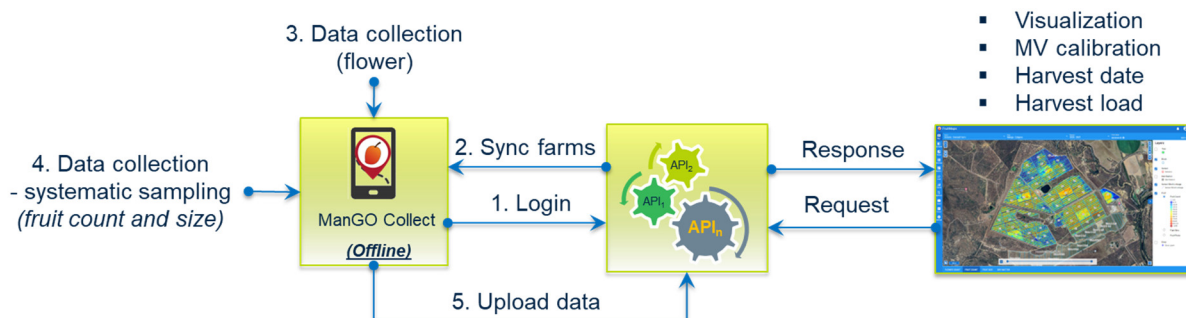 3. Data collection
(flower)
4. Data collection
- systematic sampling
(fruit count and size)
ManGO Collect
(Offline)
2. Sync farms
1. Login
5. Upload data
API2
API1
APIn
Response
Request
▪ Visualization
▪ MV calibration
▪ Harvest date
▪ Harvest load